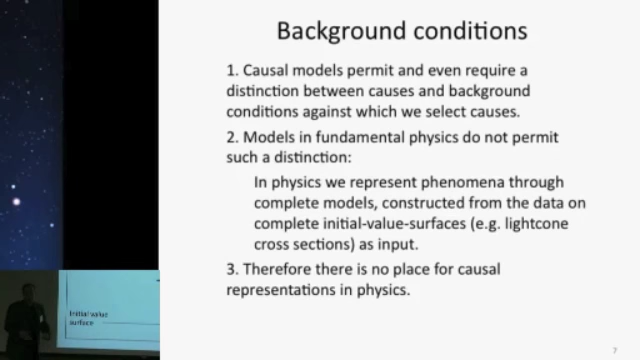 Background conditions
1. Causal models permit and even require a
distinction between causes and background
conditions against which we select causes.
2. Models in fundamental physics do not permit
such a distinction:
In physics we represent phenomena through
complete models, constructed from the data on
complete initial-value-surfaces (e.g. lightcone
cross sections) as input.
3. Therefore there is no place for causal
representations in physics.
Initial value
surface
7